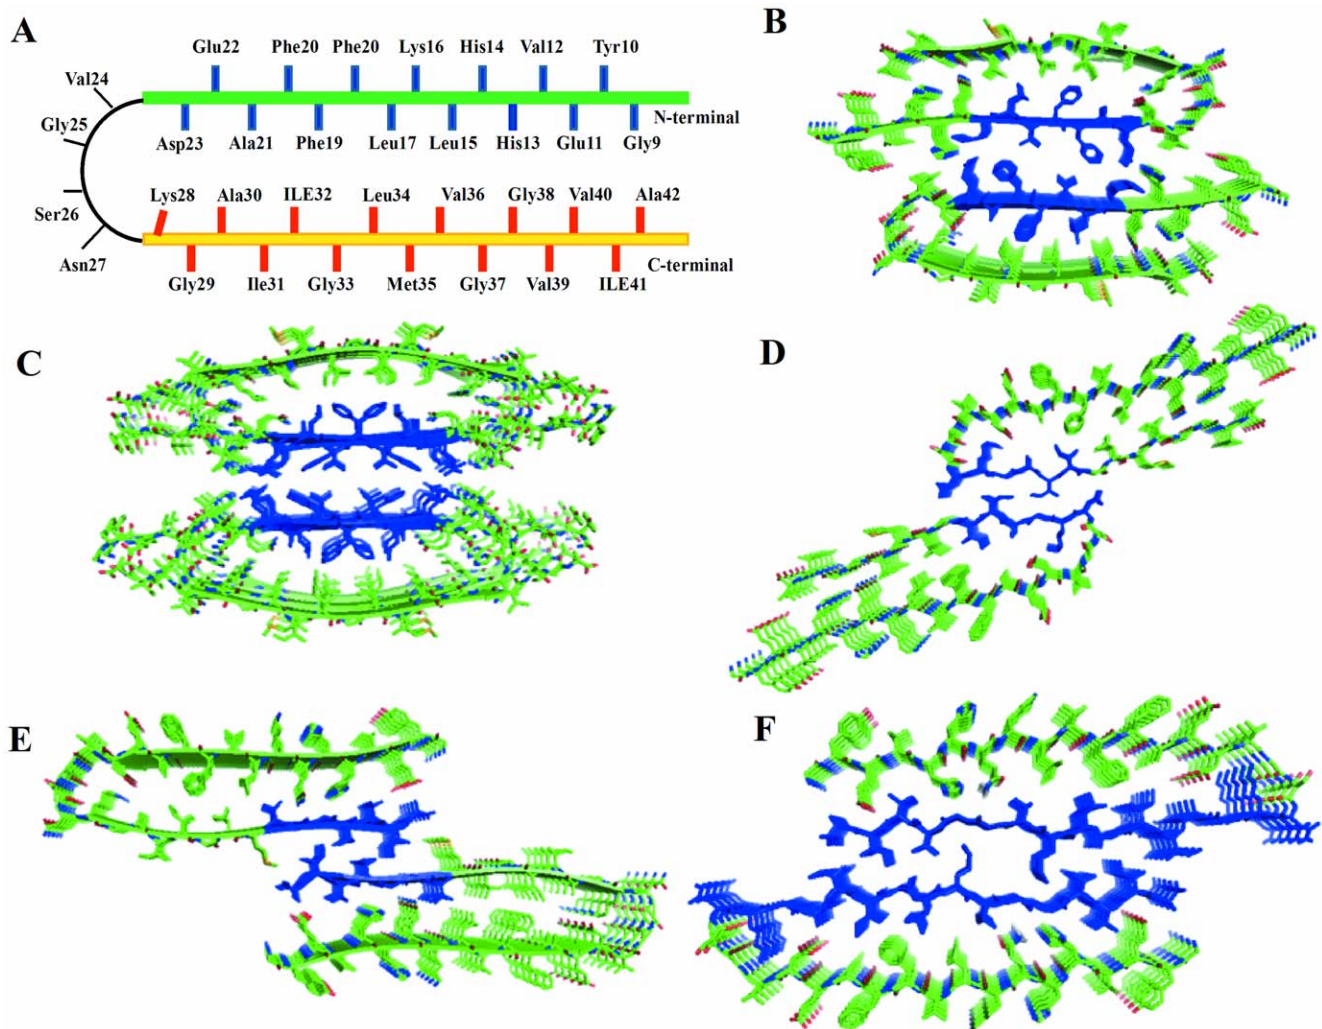 A
Glu22 Phe20 Phe20 Lys16 His14 Val12 Tyr10
Val24
Gly25
N-terminal
Asp23 Ala21 Phe19 Leu17 Leu15 His13 Glu11 Gly9
Lys28 Ala30 ILE32 Leu34 Val36 Gly38 Val40 Ala42
Ser26
Asn27
C-terminal
Gly29 Ile31 Gly33 Met35 Gly37 Val39 ILE41
B
C
D
E
F